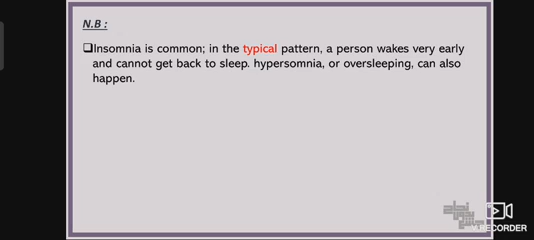 N.B :
❑Insomnia is common; in the typical pattern, a person wakes very early
and cannot get back to sleep. hypersomnia, or oversleeping, can also
happen.
V.RECORDER